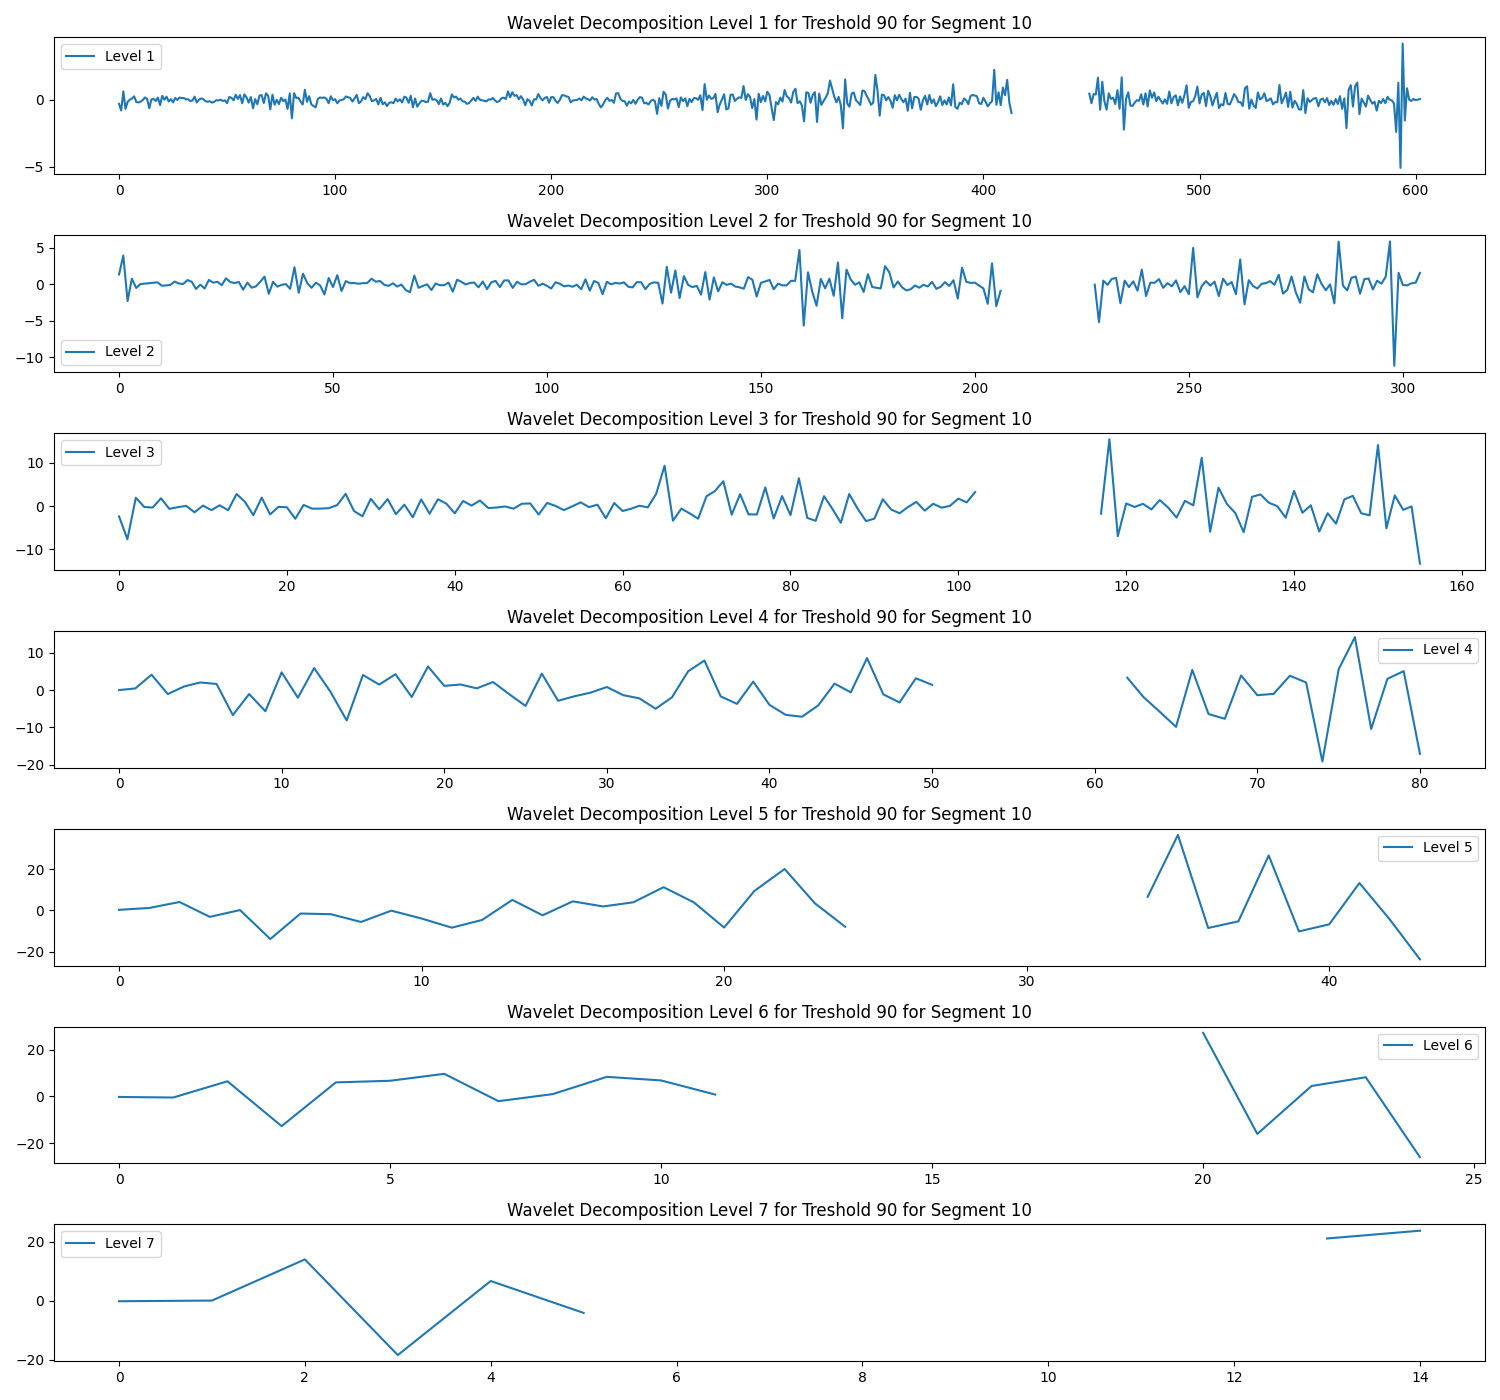 Wavelet Decomposition Level 1 for Treshold 90 for Segment 10
Level 1
0
−5
0 100 200 300 400 500 600
Wavelet Decomposition Level 2 for Treshold 90 for Segment 10
5
0
−5
−10
Level 2
0 50 100 150 200 250 300
Wavelet Decomposition Level 3 for Treshold 90 for Segment 10
Level 3
10
0
−10
0 20 40 60 80 100 120 140 160
Wavelet Decomposition Level 4 for Treshold 90 for Segment 10
Level 4
10
0
−10
−20
0 10 20 30 40 50 60 70 80
Wavelet Decomposition Level 5 for Treshold 90 for Segment 10
Level 5
20
0
−20
0 10 20 30 40
Wavelet Decomposition Level 6 for Treshold 90 for Segment 10
Level 6
20
0
−20
0 5 10 15 20 25
Wavelet Decomposition Level 7 for Treshold 90 for Segment 10
Level 7
20
0
−20
0 2 4 6 8 10 12 14